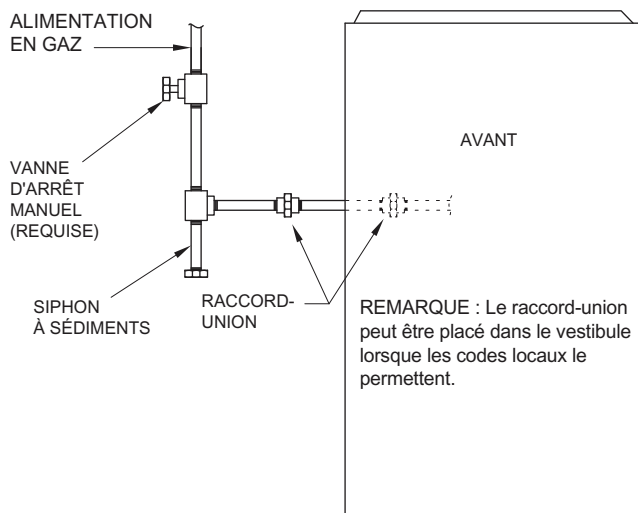 ALIMENTATION
EN GAZ
AVANT
VANNE
D'ARRÊT
MANUEL
(REQUISE)
SIPHON
À SÉDIMENTS
RACCORD-
UNION
REMARQUE : Le raccord-union
peut être placé dans le vestibule
lorsque les codes locaux le
permettent.